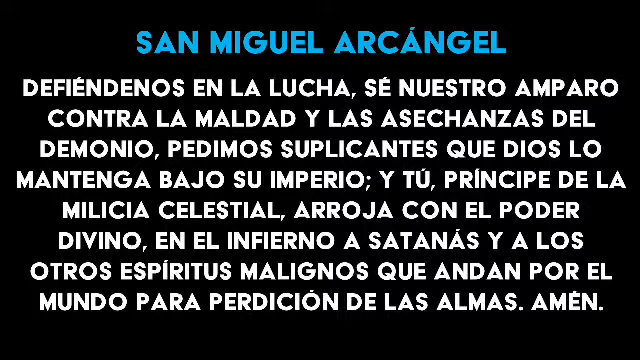 SAN MIGUEL ARCÁNGEL
DEFIÉNDENOS EN LA LUCHA, SÉ NUESTRO AMPARO
CONTRA LA MALDAD Y LAS ASECHANZAS DEL
DEMONIO, PEDIMOS SUPLICANTES QUE DIOS LO
MANTENGA BAJO SU IMPERIO; Y TÚ, PRÍNCIPE DE LA
MILICIA CELESTIAL, ARROJA CON EL PODER
DIVINO, EN EL INFIERNO A SATANÁS Y A LOS
OTROS ESPÍRITUS MALIGNOS QUE ANDAN POR EL
MUNDO PARA PERDICIÓN DE LAS ALMAS. AMÉN.